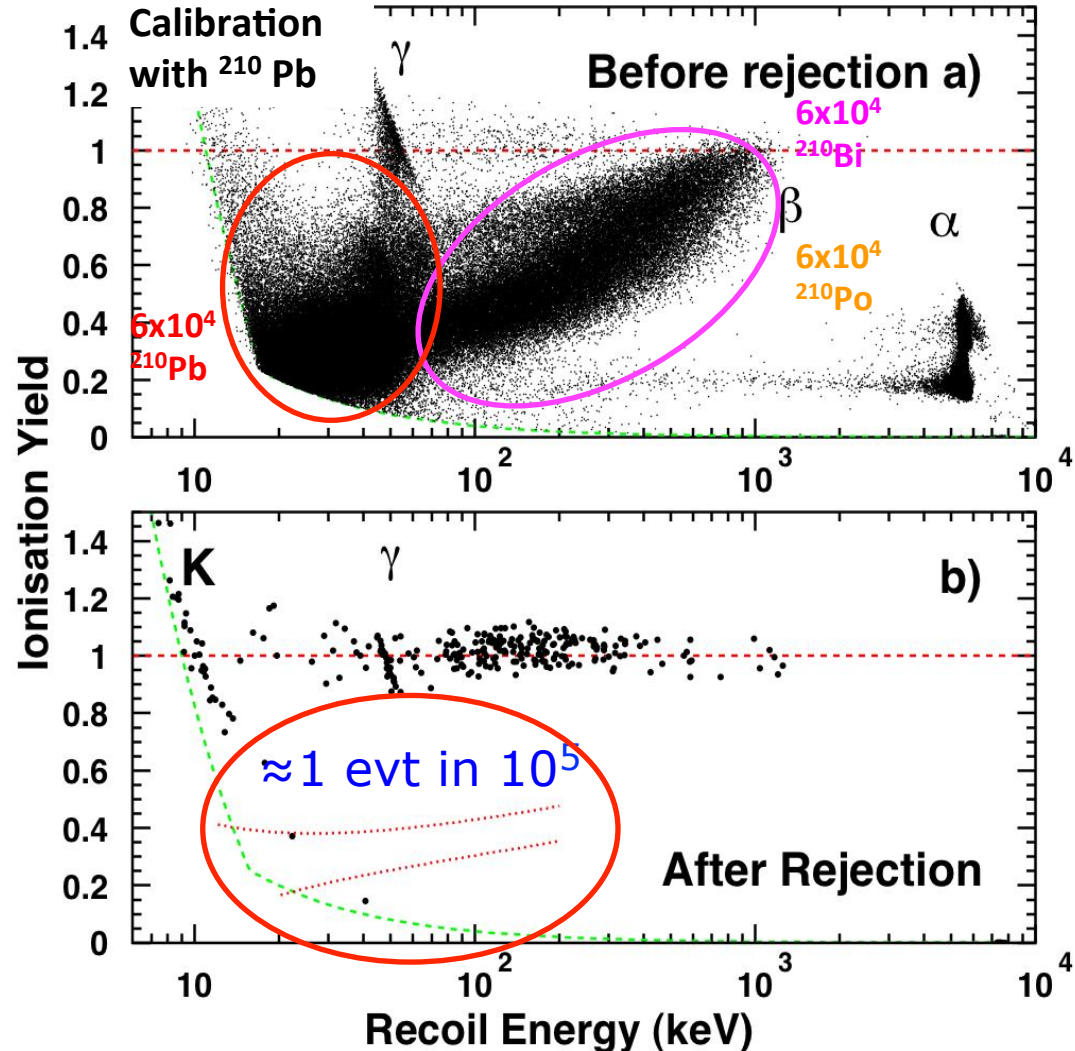 Calibration
with ²¹⁰ Pb
γ
Before rejection a)
6x10⁴
²¹⁰Bi
β
α
6x10⁴
²¹⁰Po
6x10⁴
²¹⁰Pb
1.4
1.2
1
0.8
0.6
0.4
0.2
0
10 10² 10³ 10⁴
Ionisation Yield
K
γ
b)
≈1 evt in 10⁵
After Rejection
1.4
1.2
1
0.8
0.6
0.4
0.2
0
10 10² 10³ 10⁴
Recoil Energy (keV)